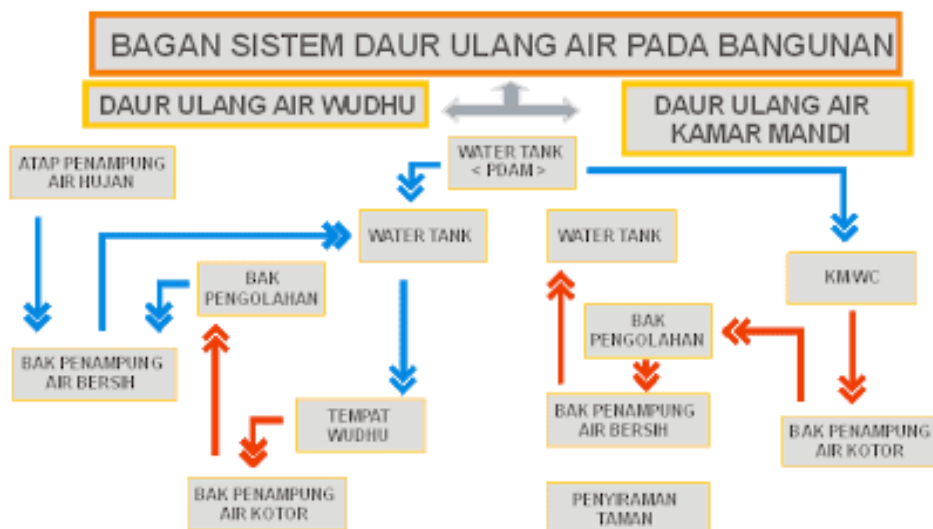 BAGAN SISTEM DAUR ULANG AIR PADA BANGUNAN
DAUR ULANG AIR WUDHU
DAUR ULANG AIR
KAMAR MANDI
ATAP PENAMPUNG
AIR HUJAN
WATER TANK
< PDAM >
WATER TANK
WATER TANK
BAK
PENGOLAHAN
KM/WC
BAK
PENGOLAHAN
BAK PENAMPUNG
AIR BERSIH
TEMPAT
WUDHU
BAK PENAMPUNG
AIR BERSIH
BAK PENAMPUNG
AIR KOTOR
BAK PENAMPUNG
AIR KOTOR
PENYIRAMAN
TAMAN